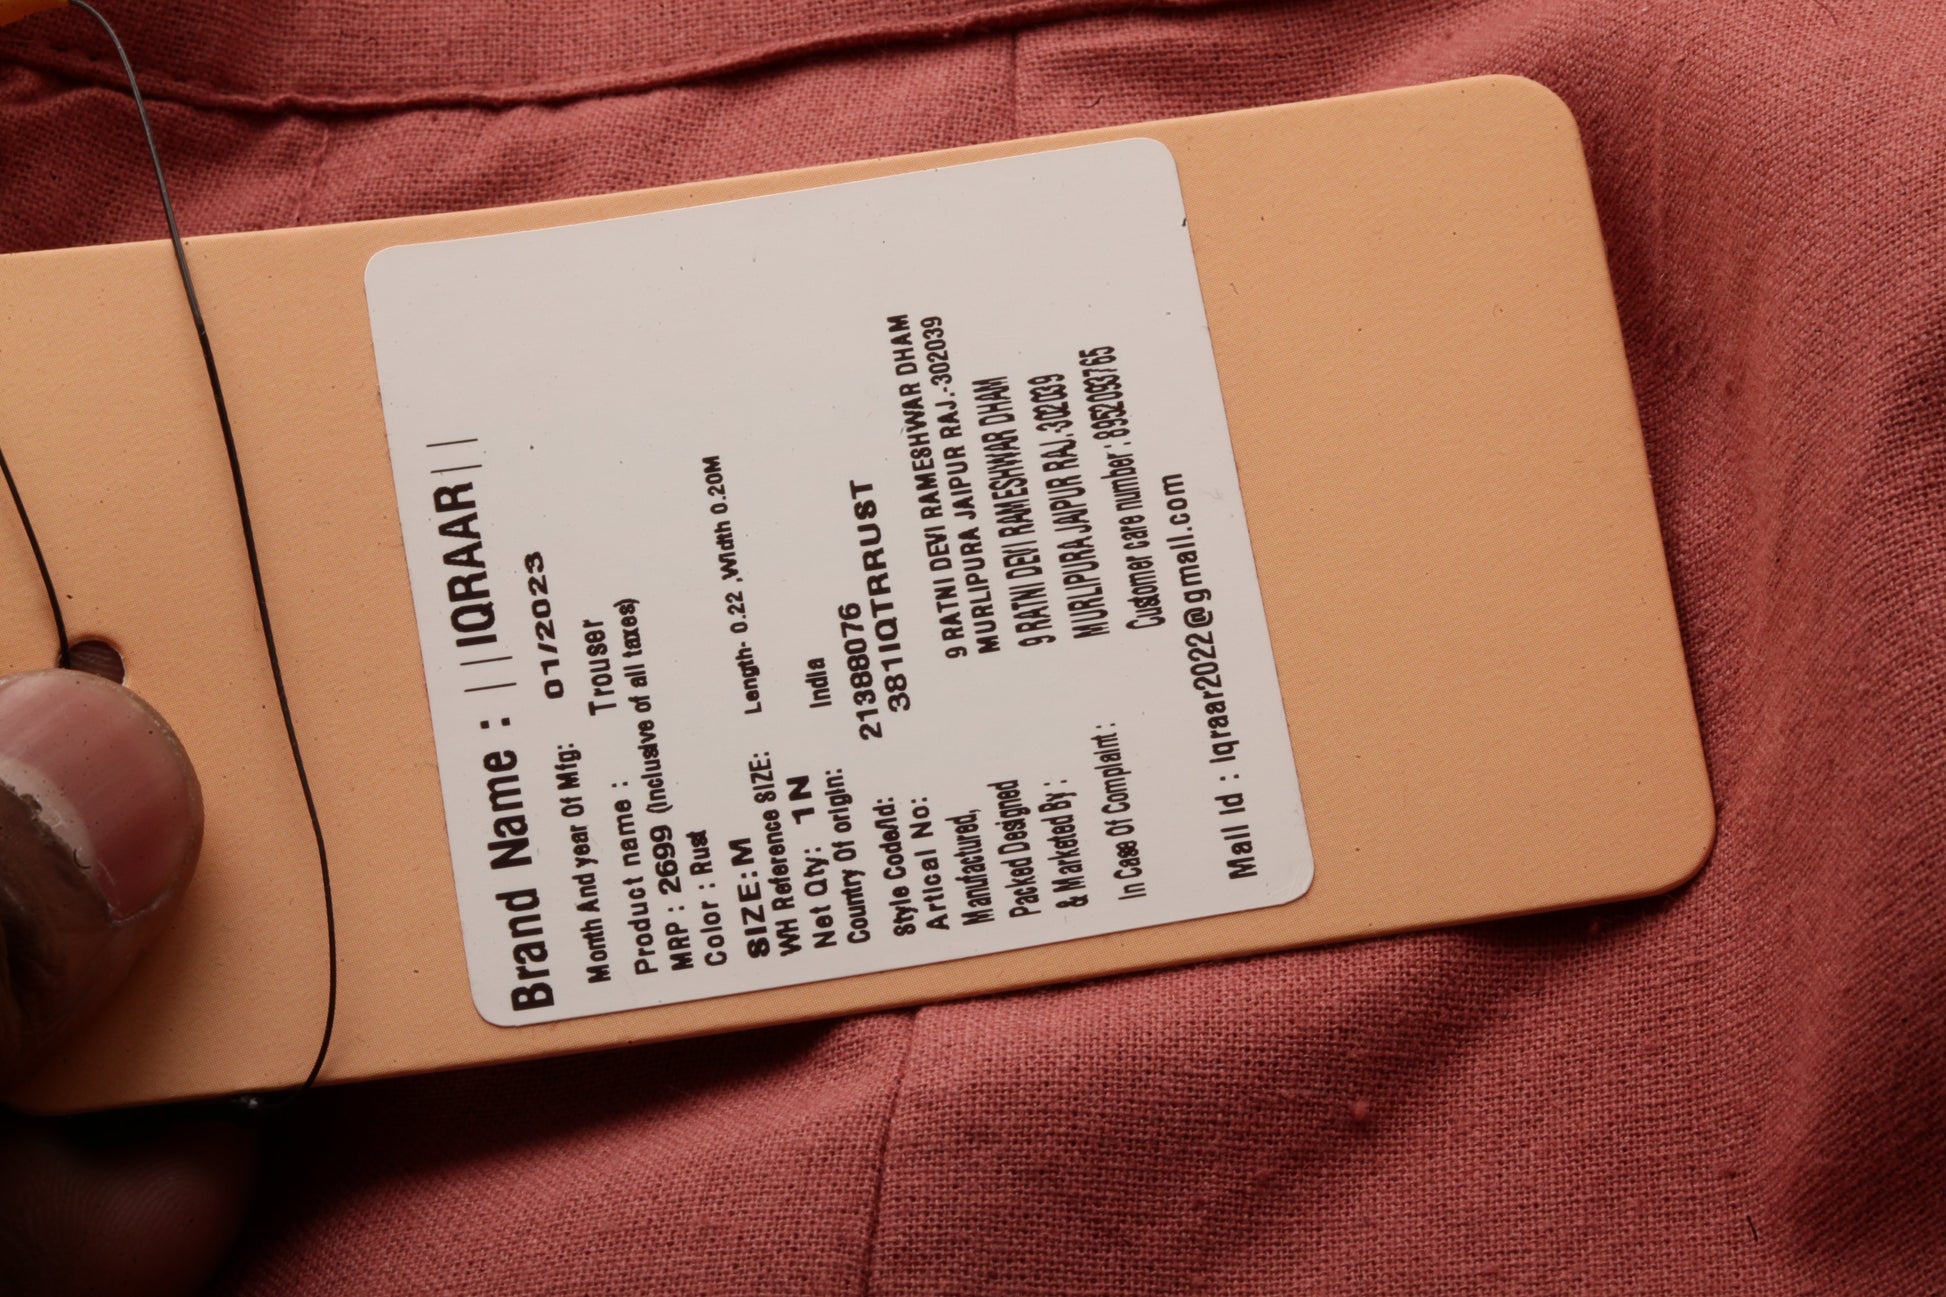 Brand Name : ||IQRAAR||
Month And year Of Mfg: 01/2023
Product name : Trouser
MRP : 2699 (Inclusive of all taxes)
Color : Rust
SIZE:M
WH Reference SIZE: Length- 0.22 ,Width 0.20M
Net Qty: 1N
Country Of origin: India
Style Code/Id: 21388076
Artical No: 381IQTRRUST
Manufactured, 9 RATNI DEVI RAMESHWAR DHAM
Packed Designed MURLIPURA JAIPUR RAJ.-302039
& Marketed By : 9 RATNI DEVI RAMESHWAR DHAM
MURLIPURA JAIPUR RAJ.302039
In Case Of Complaint : Customer care number : 8952093765
Mail Id : Iqraar2022@gmail.com